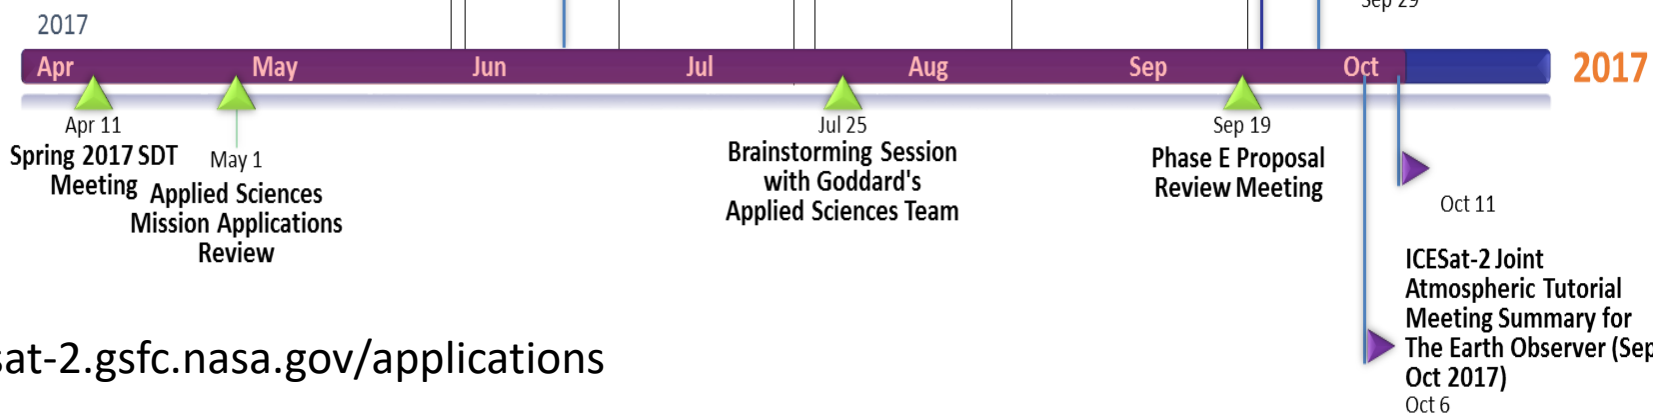 Sep 29
2017
Apr May Jun Jul Aug Sep Oct
2017
Apr 11
Spring 2017 SDT
Meeting
May 1
Applied Sciences
Mission Applications
Review
Jul 25
Brainstorming Session
with Goddard's
Applied Sciences Team
Sep 19
Phase E Proposal
Review Meeting
Oct 11
ICESat-2 Joint
Atmospheric Tutorial
Meeting Summary for
The Earth Observer (Sep
Oct 2017)
Oct 6
sat-2.gsfc.nasa.gov/applications